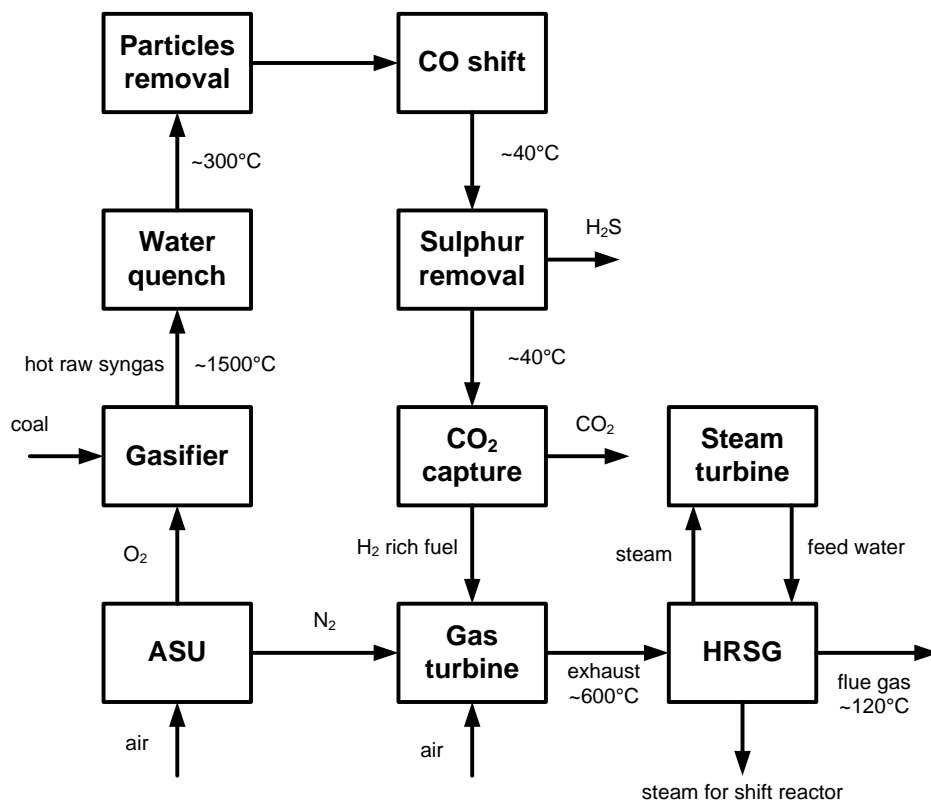 Particles
removal
CO shift
~300°C
~40°C
Water
quench
Sulphur
removal
H₂S
hot raw syngas
~1500°C
~40°C
coal
Gasifier
CO₂
capture
CO₂
Steam
turbine
O₂
H₂ rich fuel
steam
feed water
ASU
N₂
Gas
turbine
exhaust
~600°C
HRSG
flue gas
~120°C
air
air
steam for shift reactor